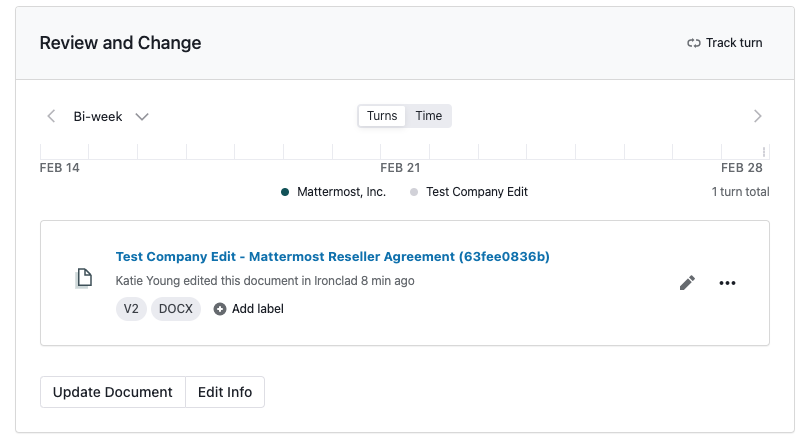 Review and Change
Track turn
Bi-week
Turns
Time
FEB 14
FEB 21
FEB 28
Mattermost, Inc.
Test Company Edit
1 turn total
Test Company Edit - Mattermost Reseller Agreement (63fee0836b)
Katie Young edited this document in Ironclad 8 min ago
V2
DOCX
Add label
Update Document
Edit Info